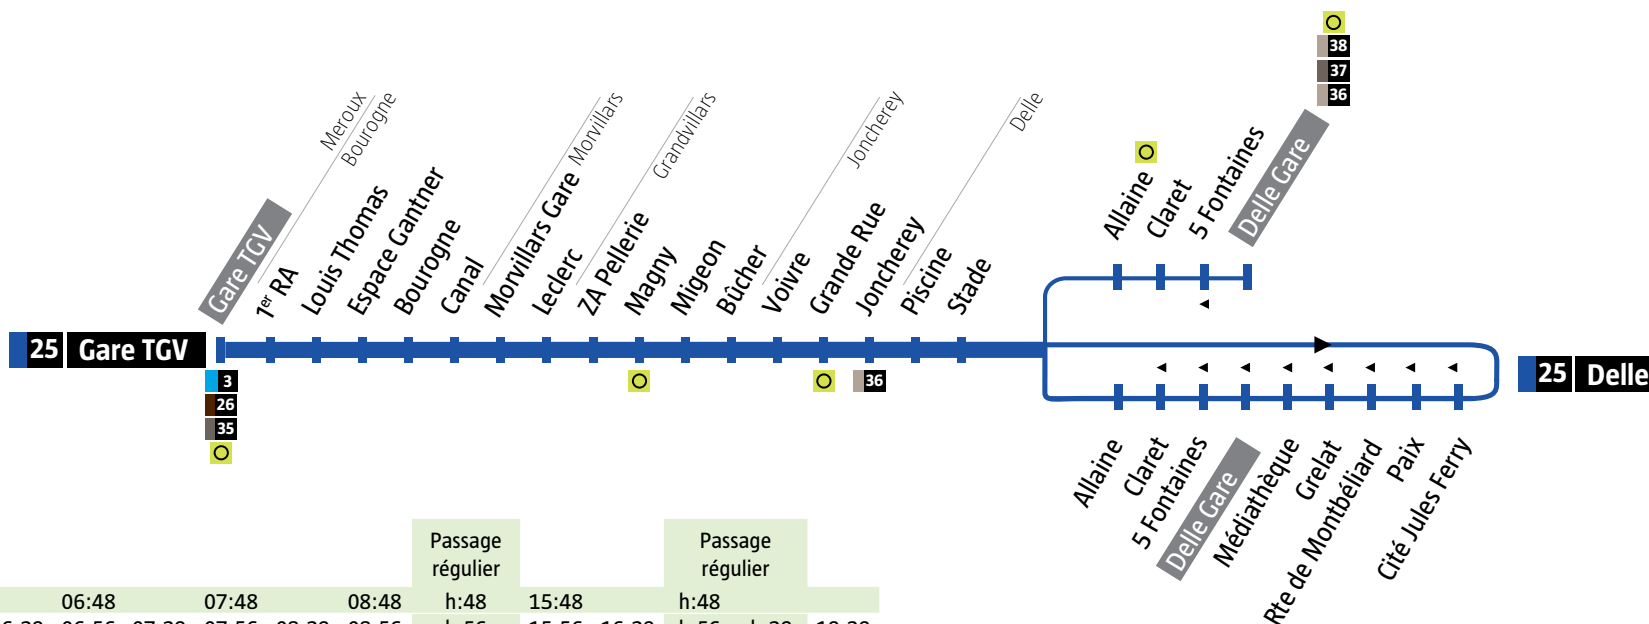 38
37
36
Meroux
Bourogne
Morvillars
Grandvillars
Joncherey
Delle
Gare TGV
1er RA
Louis Thomas
Espace Gantner
Bourogne
Canal
Morvillars Gare
Leclerc
ZA Pellerie
Magny
Migeon
Bûcher
Voivre
Grande Rue
Joncherey
Piscine
Stade
Allaine
Claret
5 Fontaines
Delle Gare
25 Gare TGV
3
26
35
36
25 Delle
Allaine
Claret
5 Fontaines
Delle Gare
Médiathèque
Grelat
Rte de Montbéliard
Paix
Cité Jules Ferry
Passage régulier
Passage régulier
06:48 07:48 08:48 h:48 15:48 h:48